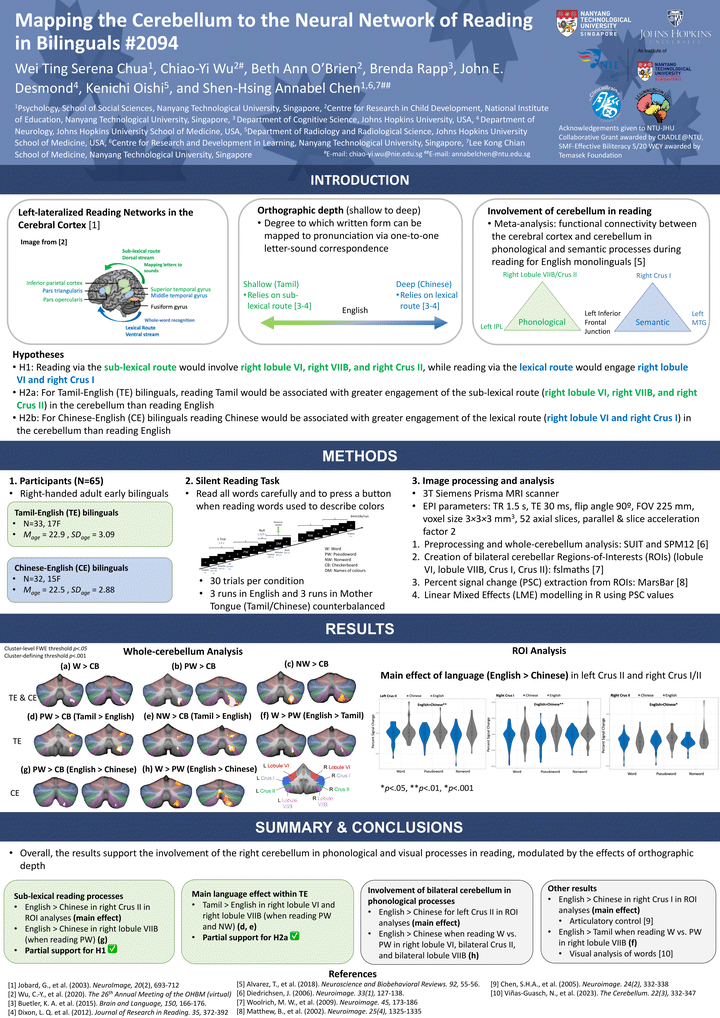 Mapping the Cerebellum to the Neural Network of Reading
in Bilinguals #2094
Wei Ting Serena Chua¹, Chiao-Yi Wu²#, Beth Ann O'Brien², Brenda Rapp³, John E.
Desmond⁴, Kenichi Oishi⁵, and Shen-Hsing Annabel Chen¹,⁶,⁷##
¹Psychology, School of Social Sciences, Nanyang Technological University, Singapore, ²Centre for Research in Child Development, National Institute
of Education, Nanyang Technological University, Singapore, ³ Department of Cognitive Science, Johns Hopkins University, USA, ⁴ Department of
Neurology, Johns Hopkins University School of Medicine, USA, ⁵Department of Radiology and Radiological Science, Johns Hopkins University
School of Medicine, USA, ⁶Centre for Research and Development in Learning, Nanyang Technological University, Singapore, ⁷Lee Kong Chian
School of Medicine, Nanyang Technological University, Singapore
#E-mail: chiao-yi.wu@nie.edu.sg ##E-mail: annabelchen@ntu.edu.sg
NANYANG
TECHNOLOGICAL
UNIVERSITY
SINGAPORE
JOHNS HOPKINS
UNIVERSITY
An Institute of
NANYANG
TECHNOLOGICAL
UNIVERSITY
SINGAPORE
Acknowledgements given to NTU-JHU
Collaborative Grant awarded by CRADLE@NTU,
SMF-Effective Biliteracy 5/20 WCY awarded by
Temasek Foundation
INTRODUCTION
Left-lateralized Reading Networks in the
Cerebral Cortex [1]
Image from [2]
Sub-lexical route
Dorsal stream
Mapping letters to
sounds
Inferior parietal cortex
Pars triangularis
Pars opercularis
Superior temporal gyrus
Middle temporal gyrus
Fusiform gyrus
Whole-word recognition
Lexical Route
Ventral stream
Orthographic depth (shallow to deep)
• Degree to which written form can be
mapped to pronunciation via one-to-one
letter-sound correspondence
Shallow (Tamil)
• Relies on sub-
lexical route [3-4]
Deep (Chinese)
• Relies on lexical
route [3-4]
English
Involvement of cerebellum in reading
• Meta-analysis: functional connectivity between
the cerebral cortex and cerebellum in
phonological and semantic processes during
reading for English monolinguals [5]
Right Lobule VIIB/Crus II
Right Crus I
Left IPL
Phonological
Left Inferior
Frontal
Junction
Semantic
Left
MTG
Hypotheses
• H1: Reading via the sub-lexical route would involve right lobule VI, right VIIB, and right Crus II, while reading via the lexical route would engage right lobule
VI and right Crus I
• H2a: For Tamil-English (TE) bilinguals, reading Tamil would be associated with greater engagement of the sub-lexical route (right lobule VI, right VIIB, and right
Crus II) in the cerebellum than reading English
• H2b: For Chinese-English (CE) bilinguals reading Chinese would be associated with greater engagement of the lexical route (right lobule VI and right Crus I) in
the cerebellum than reading English
METHODS
1. Participants (N=65)
• Right-handed adult early bilinguals
Tamil-English (TE) bilinguals
• N=33, 17F
• Mage = 22.9 , SDage = 3.09
Chinese-English (CE) bilinguals
• N=32, 15F
• Mage = 22.5 , SDage = 2.88
2. Silent Reading Task
• Read all words carefully and to press a button
when reading words used to describe colors
W: Word
PW: Pseudoword
NW: Nonword
CB: Checkerboard
DM: Names of colours
• 30 trials per condition
• 3 runs in English and 3 runs in Mother
Tongue (Tamil/Chinese) counterbalanced
3. Image processing and analysis
• 3T Siemens Prisma MRI scanner
• EPI parameters: TR 1.5 s, TE 30 ms, flip angle 90º, FOV 225 mm,
voxel size 3×3×3 mm³, 52 axial slices, parallel & slice acceleration
factor 2
1. Preprocessing and whole-cerebellum analysis: SUIT and SPM12 [6]
2. Creation of bilateral cerebellar Regions-of-Interest (ROIs) (lobule
VI, lobule VIIB, Crus I, Crus II): fslmaths [7]
3. Percent signal change (PSC) extraction from ROIs: MarsBar [8]
4. Linear Mixed Effects (LME) modelling in R using PSC values
RESULTS
Cluster-level FWE threshold p<.05
Cluster-defining threshold p<.001
Whole-cerebellum Analysis
(a) W > CB
(b) PW > CB
(c) NW > CB
TE & CE
(d) PW > CB (Tamil > English)
(e) NW > CB (Tamil > English)
(f) W > PW (English > Tamil)
TE
(g) PW > CB (English > Chinese)
(h) W > PW (English > Chinese)
CE
L Lobule VI
R Lobule VI
L Crus I
R Crus I
L Crus II
R Crus II
L Lobule
VIIB
R Lobule
VIIB
ROI Analysis
Main effect of language (English > Chinese) in left Crus II and right Crus I/II
Left Crus II
Chinese
English
English>Chinese**
Percent Signal Change
Word
Pseudoword
Nonword
Right Crus I
Chinese
English
English>Chinese**
Percent Signal Change
Word
Pseudoword
Nonword
Right Crus II
Chinese
English
English>Chinese*
Percent Signal Change
Word
Pseudoword
Nonword
*p<.05, **p<.01, *p<.001
SUMMARY & CONCLUSIONS
• Overall, the results support the involvement of the right cerebellum in phonological and visual processes in reading, modulated by the effects of orthographic
depth
Sub-lexical reading processes
• English > Chinese in right Crus II in
ROI analyses (main effect)
• English > Chinese in right lobule VIIB
(when reading PW) (g)
• Partial support for H1 ✅
Main language effect within TE
• Tamil > English in right lobule VI and
right lobule VIIB (when reading PW
and NW) (d, e)
• Partial support for H2a ✅
Involvement of bilateral cerebellum in
phonological processes
• English > Chinese for left Crus II in ROI
analyses (main effect)
• English > Chinese when reading W vs.
PW in right lobule VI, bilateral Crus II,
and bilateral lobule VIIB (h)
Other results
• English > Chinese in right Crus I in ROI
analyses (main effect)
• Articulatory control [9]
• English > Tamil when reading W vs. PW
in right lobule VIIB (f)
• Visual analysis of words [10]
References
[1] Jobard, G., et al. (2003). NeuroImage, 20(2), 693-712
[2] Wu, C.-Y., et al. (2020). The 26th Annual Meeting of the OHBM (virtual)
[3] Buetler, K. A. et al. (2015). Brain and Language, 150, 166-176.
[4] Dixon, L. Q. et al. (2012). Journal of Research in Reading. 35, 372-392
[5] Alvarez, T., et al. (2018). Neuroscience and Biobehavioral Reviews. 92, 55-56.
[6] Diedrichsen, J. (2006). Neuroimage. 33(1), 127-138.
[7] Woolrich, M. W., et al. (2009). NeuroImage. 45, 173-186
[8] Matthew, B., et al. (2002). Neuroimage. 25(4), 1325-1335
[9] Chen, S.H.A., et al. (2005). Neuroimage. 24(2), 332-338
[10] Viñas-Guasch, N., et al. (2023). The Cerebellum. 22(3), 332-347